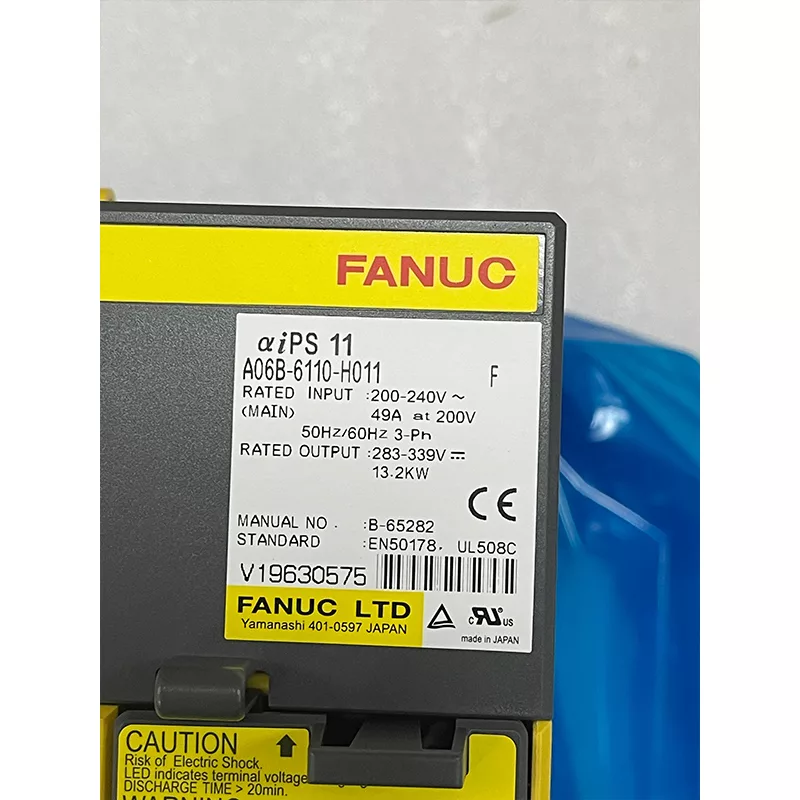 FANUC
αiPS 11
A06B-6110-H011 F
RATED INPUT :200-240V ~
(MAIN) 49A at 200V
50Hz/60Hz 3-Ph
RATED OUTPUT :283-339V ⎓
13.2KW
CE
MANUAL NO. :B-65282
STANDARD :EN50178, UL508C
V19630575
FANUC LTD
Yamanashi 401-0597 JAPAN
c RU US
made in JAPAN
CAUTION
Risk of Electric Shock.
LED indicates terminal voltage
DISCHARGE TIME > 20min.
WARNING